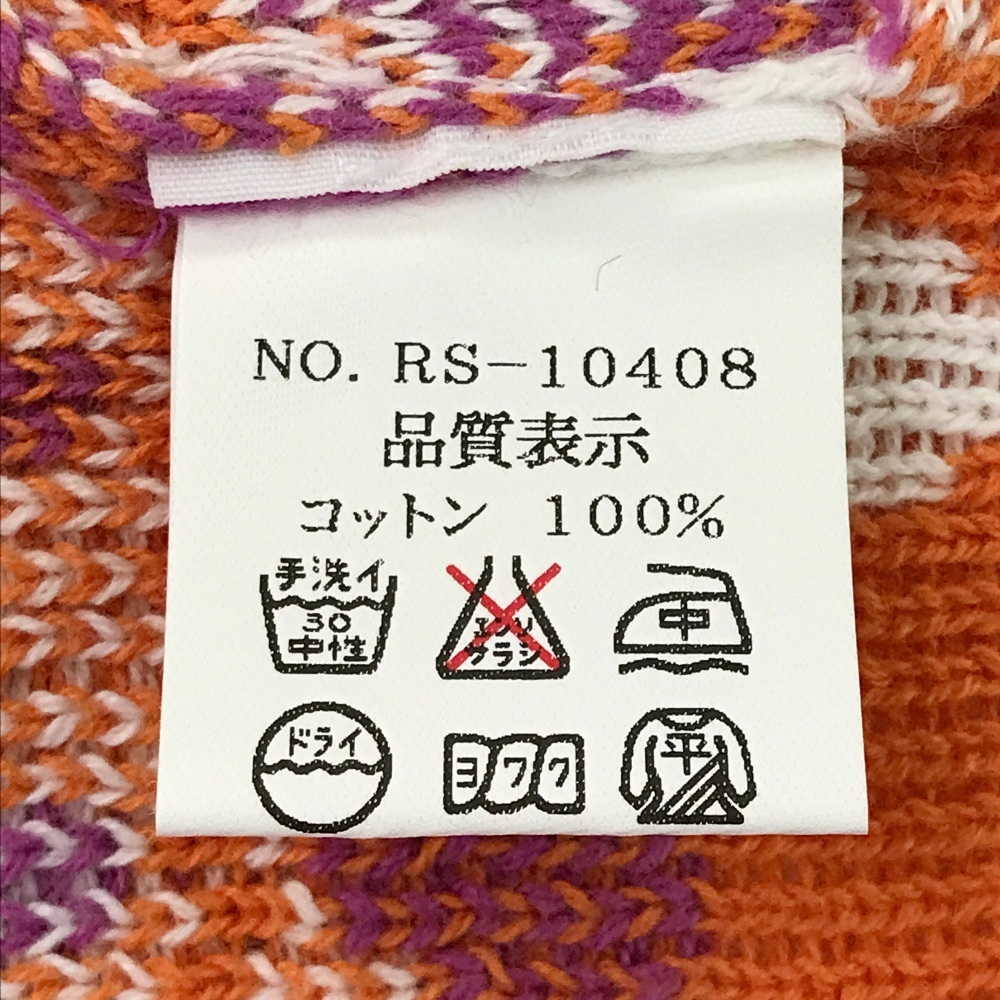 NO. RS-10408
品質表示
コットン 100%
手洗イ
30
中性
エンソ
サラシ
中
ドライ
ヨワク
平